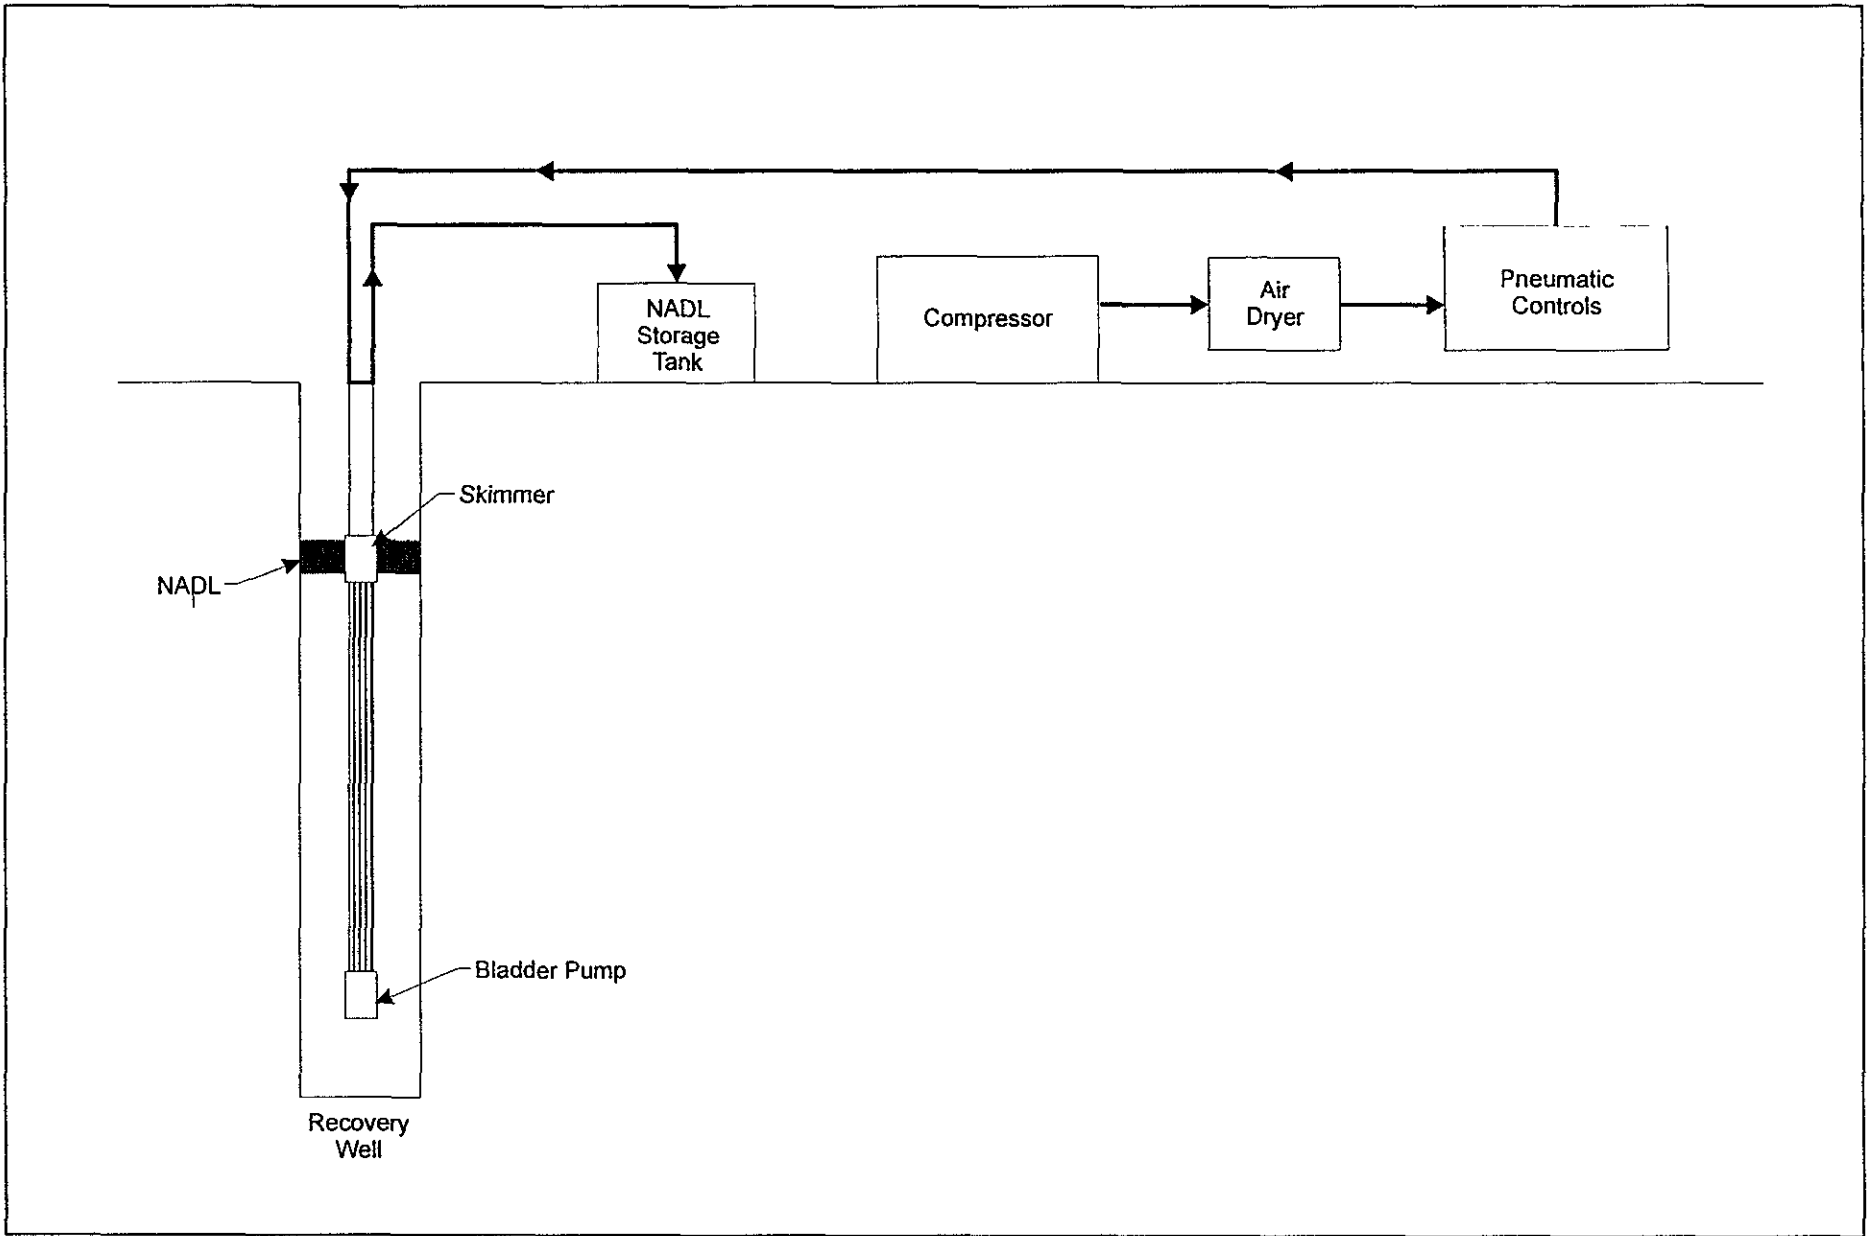 NADL
Storage
Tank
Compressor
Air
Dryer
Pneumatic
Controls
Skimmer
NADL
Bladder Pump
Recovery
Well